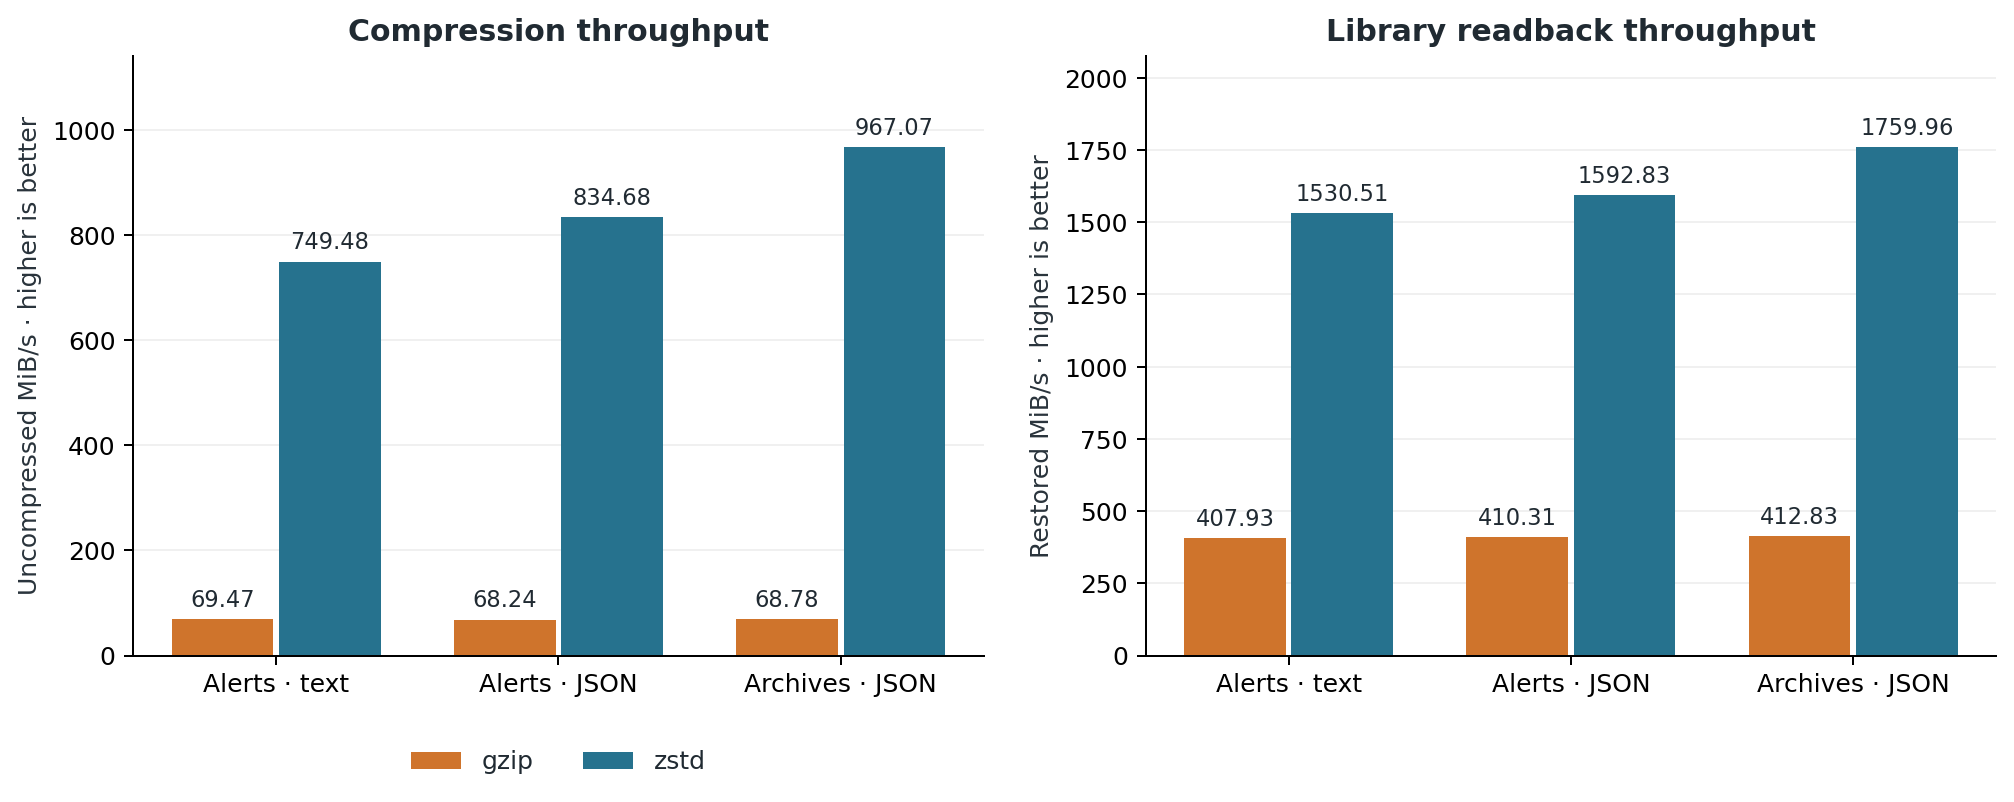 Compression throughput
Uncompressed MiB/s · higher is better
1000
800
600
400
200
0
69.47
749.48
68.24
834.68
68.78
967.07
Alerts · text
Alerts · JSON
Archives · JSON
gzip
zstd
Library readback throughput
Restored MiB/s · higher is better
2000
1750
1500
1250
1000
750
500
250
0
407.93
1530.51
410.31
1592.83
412.83
1759.96
Alerts · text
Alerts · JSON
Archives · JSON